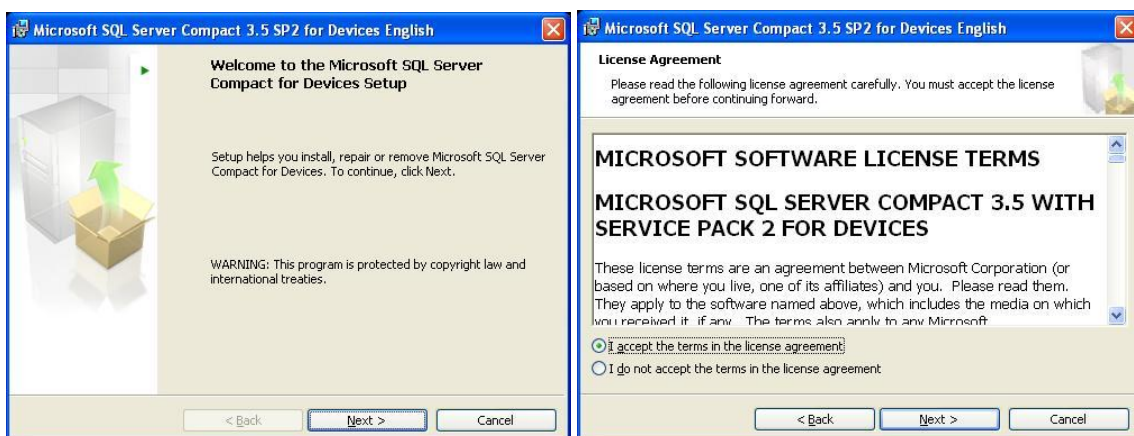 Microsoft SQL Server Compact 3.5 SP2 for Devices English
Welcome to the Microsoft SQL Server
Compact for Devices Setup
Setup helps you install, repair or remove Microsoft SQL Server
Compact for Devices. To continue, click Next.
WARNING: This program is protected by copyright law and
international treaties.
< Back
Next >
Cancel
Microsoft SQL Server Compact 3.5 SP2 for Devices English
License Agreement
Please read the following license agreement carefully. You must accept the license
agreement before continuing forward.
MICROSOFT SOFTWARE LICENSE TERMS
MICROSOFT SQL SERVER COMPACT 3.5 WITH
SERVICE PACK 2 FOR DEVICES
These license terms are an agreement between Microsoft Corporation (or
based on where you live, one of its affiliates) and you. Please read them.
They apply to the software named above, which includes the media on which
you received it, if any. The terms also apply to any Microsoft
I accept the terms in the license agreement
I do not accept the terms in the license agreement
< Back
Next >
Cancel